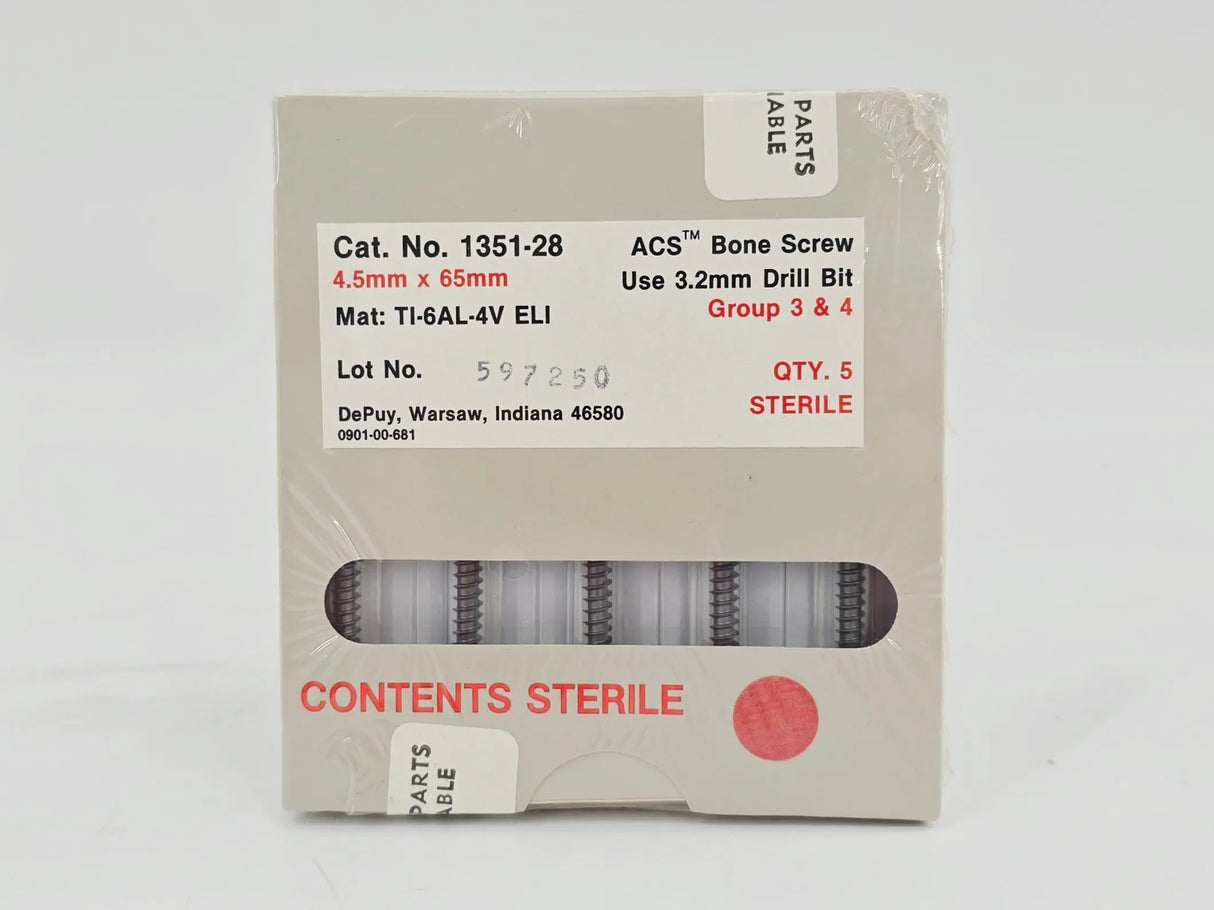 PARTS
IABLE
Cat. No. 1351-28
4.5mm x 65mm
Mat: TI-6AL-4V ELI
Lot No. 597250
DePuy, Warsaw, Indiana 46580
0901-00-681
ACS™ Bone Screw
Use 3.2mm Drill Bit
Group 3 & 4
QTY. 5
STERILE
CONTENTS STERILE
PARTS
ABLE